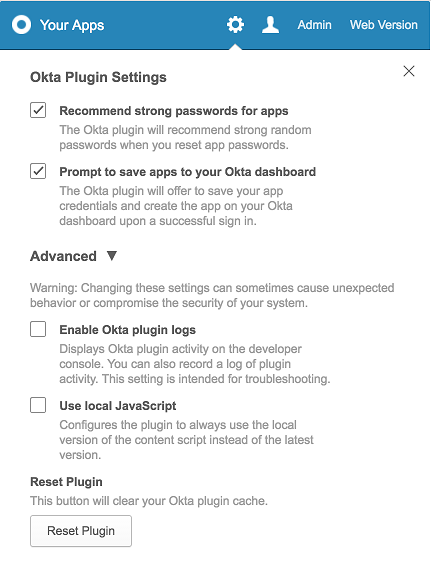 Your Apps Admin Web Version
Okta Plugin Settings
Recommend strong passwords for apps
The Okta plugin will recommend strong random
passwords when you reset app passwords.
Prompt to save apps to your Okta dashboard
The Okta plugin will offer to save your app
credentials and create the app on your Okta
dashboard upon a successful sign in.
Advanced ▼
Warning: Changing these settings can sometimes cause unexpected
behavior or compromise the security of your system.
Enable Okta plugin logs
Displays Okta plugin activity on the developer
console. You can also record a log of plugin
activity. This setting is intended for troubleshooting.
Use local JavaScript
Configures the plugin to always use the local
version of the content script instead of the latest
version.
Reset Plugin
This button will clear your Okta plugin cache.
Reset Plugin